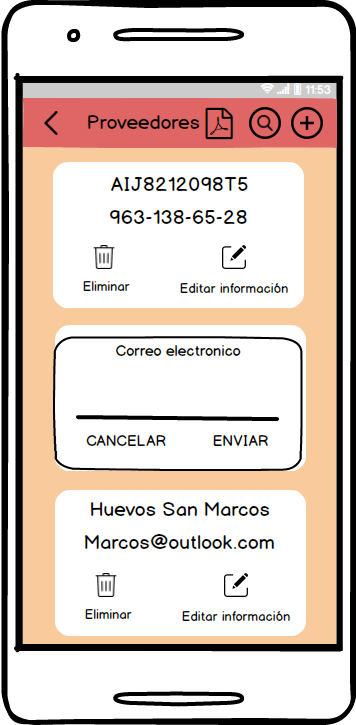 11:53
Proveedores
AIJ8212098T5
963-138-65-28
Eliminar Editar información
Correo electronico
CANCELAR ENVIAR
Huevos San Marcos
Marcos@outlook.com
Eliminar Editar información